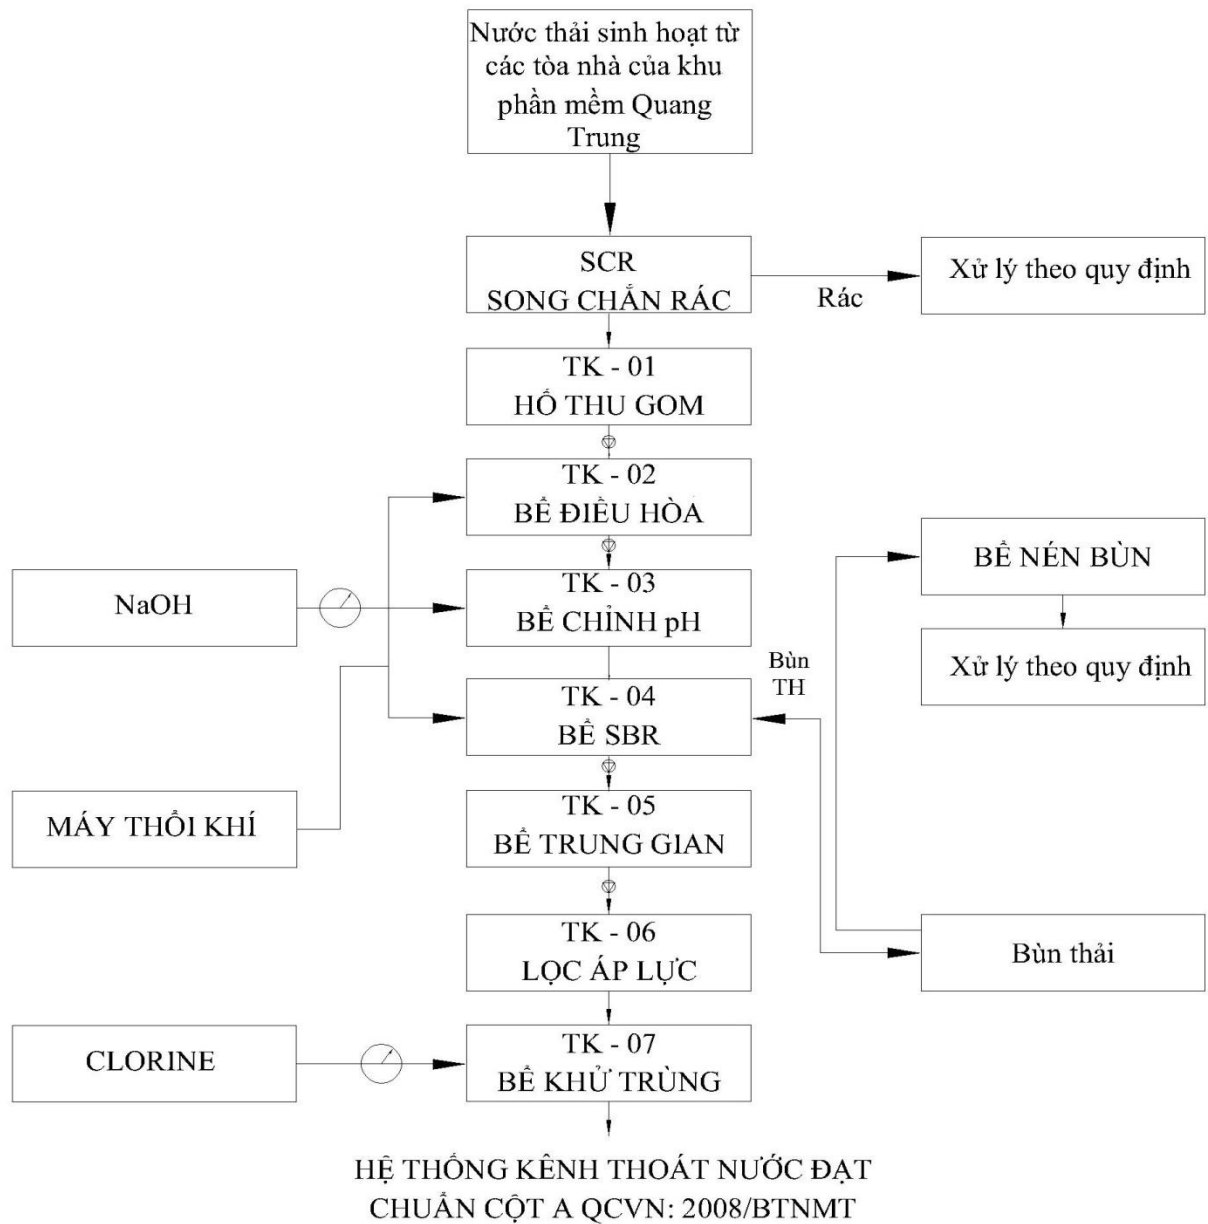 Nước thải sinh hoạt từ
các tòa nhà của khu
phần mềm Quang
Trung
SCR
SONG CHẮN RÁC
Rác
Xử lý theo quy định
TK - 01
HỐ THU GOM
TK - 02
BỂ ĐIỀU HÒA
NaOH
TK - 03
BỂ CHỈNH pH
BỂ NÉN BÙN
Xử lý theo quy định
Bùn
TH
TK - 04
BỂ SBR
MÁY THỔI KHÍ
TK - 05
BỂ TRUNG GIAN
TK - 06
LỌC ÁP LỰC
Bùn thải
CLORINE
TK - 07
BỂ KHỬ TRÙNG
HỆ THỐNG KÊNH THOÁT NƯỚC ĐẠT
CHUẨN CỘT A QCVN: 2008/BTNMT